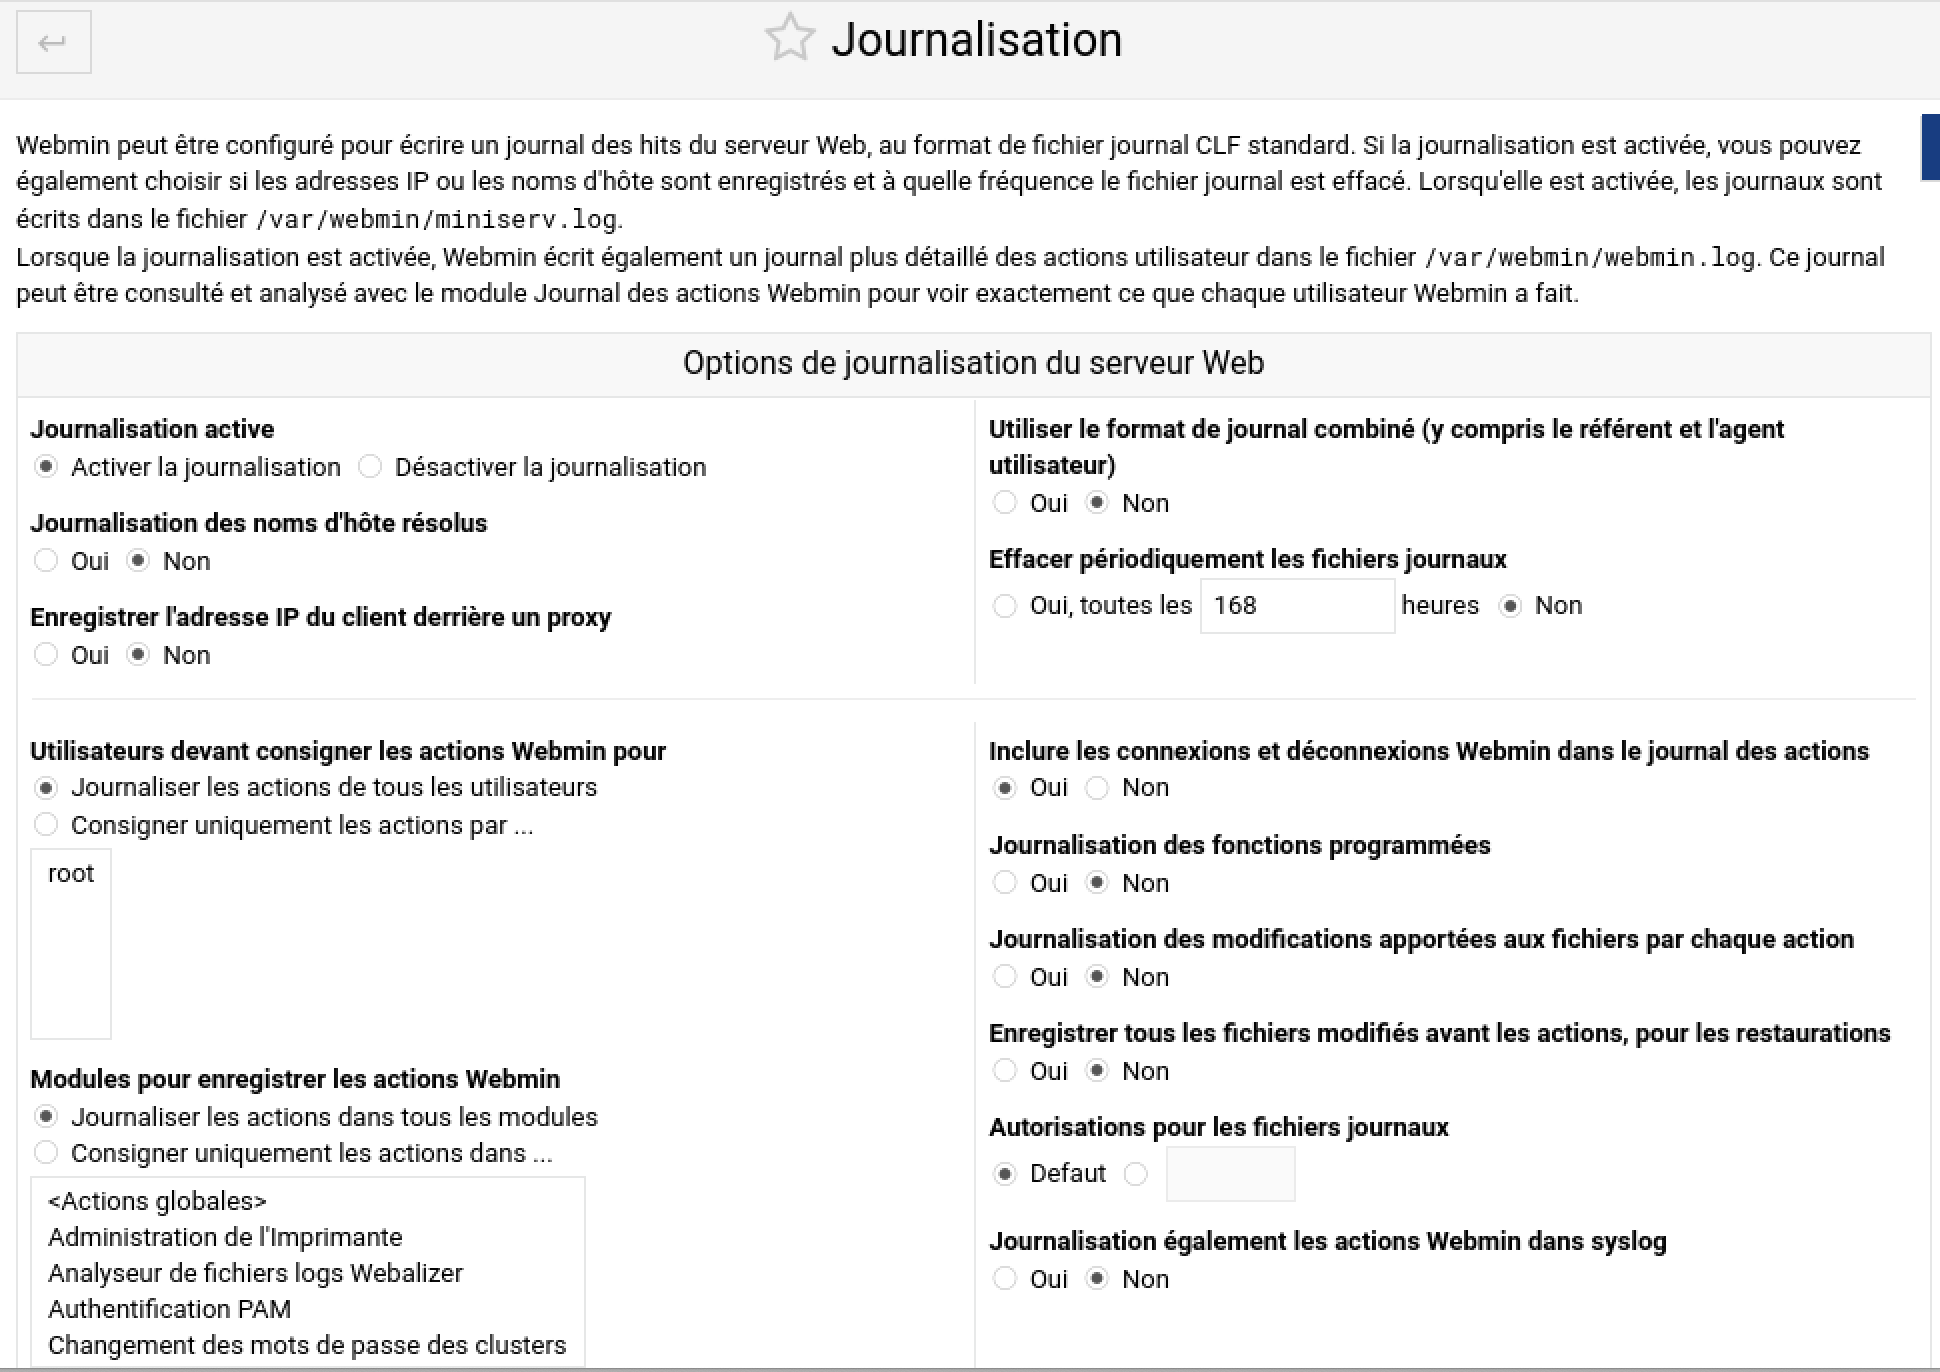 Journalisation
Webmin peut être configuré pour écrire un journal des hits du serveur Web, au format de fichier journal CLF standard. Si la journalisation est activée, vous pouvez
également choisir si les adresses IP ou les noms d'hôte sont enregistrés et à quelle fréquence le fichier journal est effacé. Lorsqu'elle est activée, les journaux sont
écrits dans le fichier /var/webmin/miniserv.log.
Lorsque la journalisation est activée, Webmin écrit également un journal plus détaillé des actions utilisateur dans le fichier /var/webmin/webmin.log. Ce journal
peut être consulté et analysé avec le module Journal des actions Webmin pour voir exactement ce que chaque utilisateur Webmin a fait.
Options de journalisation du serveur Web
Journalisation active
Activer la journalisation Désactiver la journalisation
Journalisation des noms d'hôte résolus
Oui Non
Enregistrer l'adresse IP du client derrière un proxy
Oui Non
Utiliser le format de journal combiné (y compris le référent et l'agent
utilisateur)
Oui Non
Effacer périodiquement les fichiers journaux
Oui, toutes les 168 heures Non
Utilisateurs devant consigner les actions Webmin pour
Journaliser les actions de tous les utilisateurs
Consigner uniquement les actions par ...
root
Modules pour enregistrer les actions Webmin
Journaliser les actions dans tous les modules
Consigner uniquement les actions dans ...
<Actions globales>
Administration de l'Imprimante
Analyseur de fichiers logs Webalizer
Authentification PAM
Changement des mots de passe des clusters
Inclure les connexions et déconnexions Webmin dans le journal des actions
Oui Non
Journalisation des fonctions programmées
Oui Non
Journalisation des modifications apportées aux fichiers par chaque action
Oui Non
Enregistrer tous les fichiers modifiés avant les actions, pour les restaurations
Oui Non
Autorisations pour les fichiers journaux
Defaut
Journalisation également les actions Webmin dans syslog
Oui Non